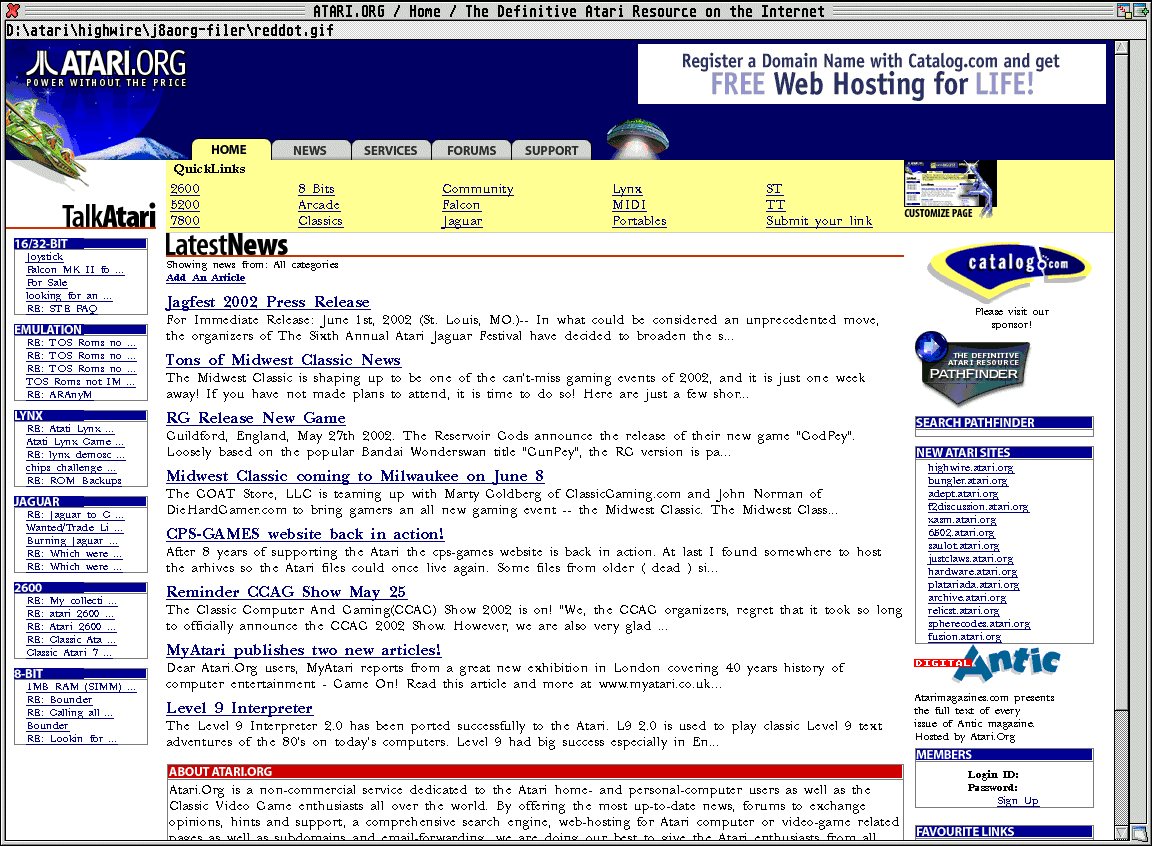 ATARI.ORG / Home / The Definitive Atari Resource on the Internet
D:\atari\highwire\j8aorg-filer\reddot.gif
ATARI.ORG
POWER WITHOUT THE PRICE
Register a Domain Name with Catalog.com and get
FREE Web Hosting for LIFE!
HOME NEWS SERVICES FORUMS SUPPORT
QuickLinks
2600 8 Bits Community Lynx ST
5200 Arcade Falcon MIDI TT
7800 Classics Jaguar Portables Submit your link
CUSTOMIZE PAGE
TalkAtari
16/32-BIT
Joystick
Falcon MK II fo ...
For Sale
looking for an ...
RE: STE FAQ
EMULATION
RE: TOS Roms no ...
RE: TOS Roms no ...
RE: TOS Roms no ...
TOS Roms not IM ...
RE: ARAnyM
LYNX
RE: Atati Lynx ...
Atati Lynx Game ...
RE: lynx demosc ...
chips challenge ...
RE: ROM Backups
JAGUAR
RE: Jaguar to G ...
Wanted/Trade Li ...
Burning Jaguar ...
RE: Which were ...
RE: Which were ...
2600
RE: My collecti ...
RE: atari 2600 ...
RE: Atari 2600 ...
RE: Classic Ata ...
Classic Atari 7 ...
8-BIT
1MB RAM (SIMM) ...
RE: Bounder
RE: Calling all ...
Bounder
RE: Lookin for ...
LatestNews
Showing news from: All categories
Add An Article
Jagfest 2002 Press Release
For Immediate Release: June 1st, 2002 (St. Louis, MO.)-- In what could be considered an unprecedented move,
the organizers of The Sixth Annual Atari Jaguar Festival have decided to broaden the s...
Tons of Midwest Classic News
The Midwest Classic is shaping up to be one of the can't-miss gaming events of 2002, and it is just one week
away! If you have not made plans to attend, it is time to do so! Here are just a few shor...
RG Release New Game
Guildford, England, May 27th 2002. The Reservoir Gods announce the release of their new game "GodPey".
Loosely based on the popular Bandai Wonderswan title "GunPey", the RG version is pa...
Midwest Classic coming to Milwaukee on June 8
The GOAT Store, LLC is teaming up with Marty Goldberg of ClassicGaming.com and John Norman of
DieHardGamer.com to bring gamers an all new gaming event -- the Midwest Classic. The Midwest Class...
CPS-GAMES website back in action!
After 8 years of supporting the Atari the cps-games website is back in action. At last I found somewhere to host
the arhives so the Atari files could once live again. Some files from older ( dead ) si...
Reminder CCAG Show May 25
The Classic Computer And Gaming(CCAG) Show 2002 is on! "We, the CCAG organizers, regret that it took so long
to officially announce the CCAG 2002 Show. However, we are also very glad ...
MyAtari publishes two new articles!
Dear Atari.Org users, MyAtari reports from a great new exhibition in London covering 40 years history of
computer entertainment - Game On! Read this article and more at www.myatari.co.uk...
Level 9 Interpreter
The Level 9 Interpreter 2.0 has been ported successfully to the Atari. L9 2.0 is used to play classic Level 9 text
adventures of the 80's on today's computers. Level 9 had big success especially in En...
ABOUT ATARI.ORG
Atari.Org is a non-commercial service dedicated to the Atari home- and personal-computer users as well as the
Classic Video Game enthusiasts all over the world. By offering the most up-to-date news, forums to exchange
opinions, hints and support, a comprehensive search engine, web-hosting for Atari computer or video-game related
pages as well as subdomains and email-forwarding, we are doing our best to give the Atari enthusiasts from all
catalog.com
Please visit our
sponsor!
THE DEFINITIVE
ATARI RESOURCE
PATHFINDER
SEARCH PATHFINDER
NEW ATARI SITES
highwire.atari.org
bungler.atari.org
adept.atari.org
f2discussion.atari.org
xasm.atari.org
6502.atari.org
saulot.atari.org
justclaws.atari.org
hardware.atari.org
platariada.atari.org
archive.atari.org
relicst.atari.org
spherecodes.atari.org
fuzion.atari.org
DIGITAL Antic
Atarimagazines.com presents
the full text of every
issue of Antic magazine.
Hosted by Atari.Org
MEMBERS
Login ID:
Password:
Sign Up
FAVOURITE LINKS